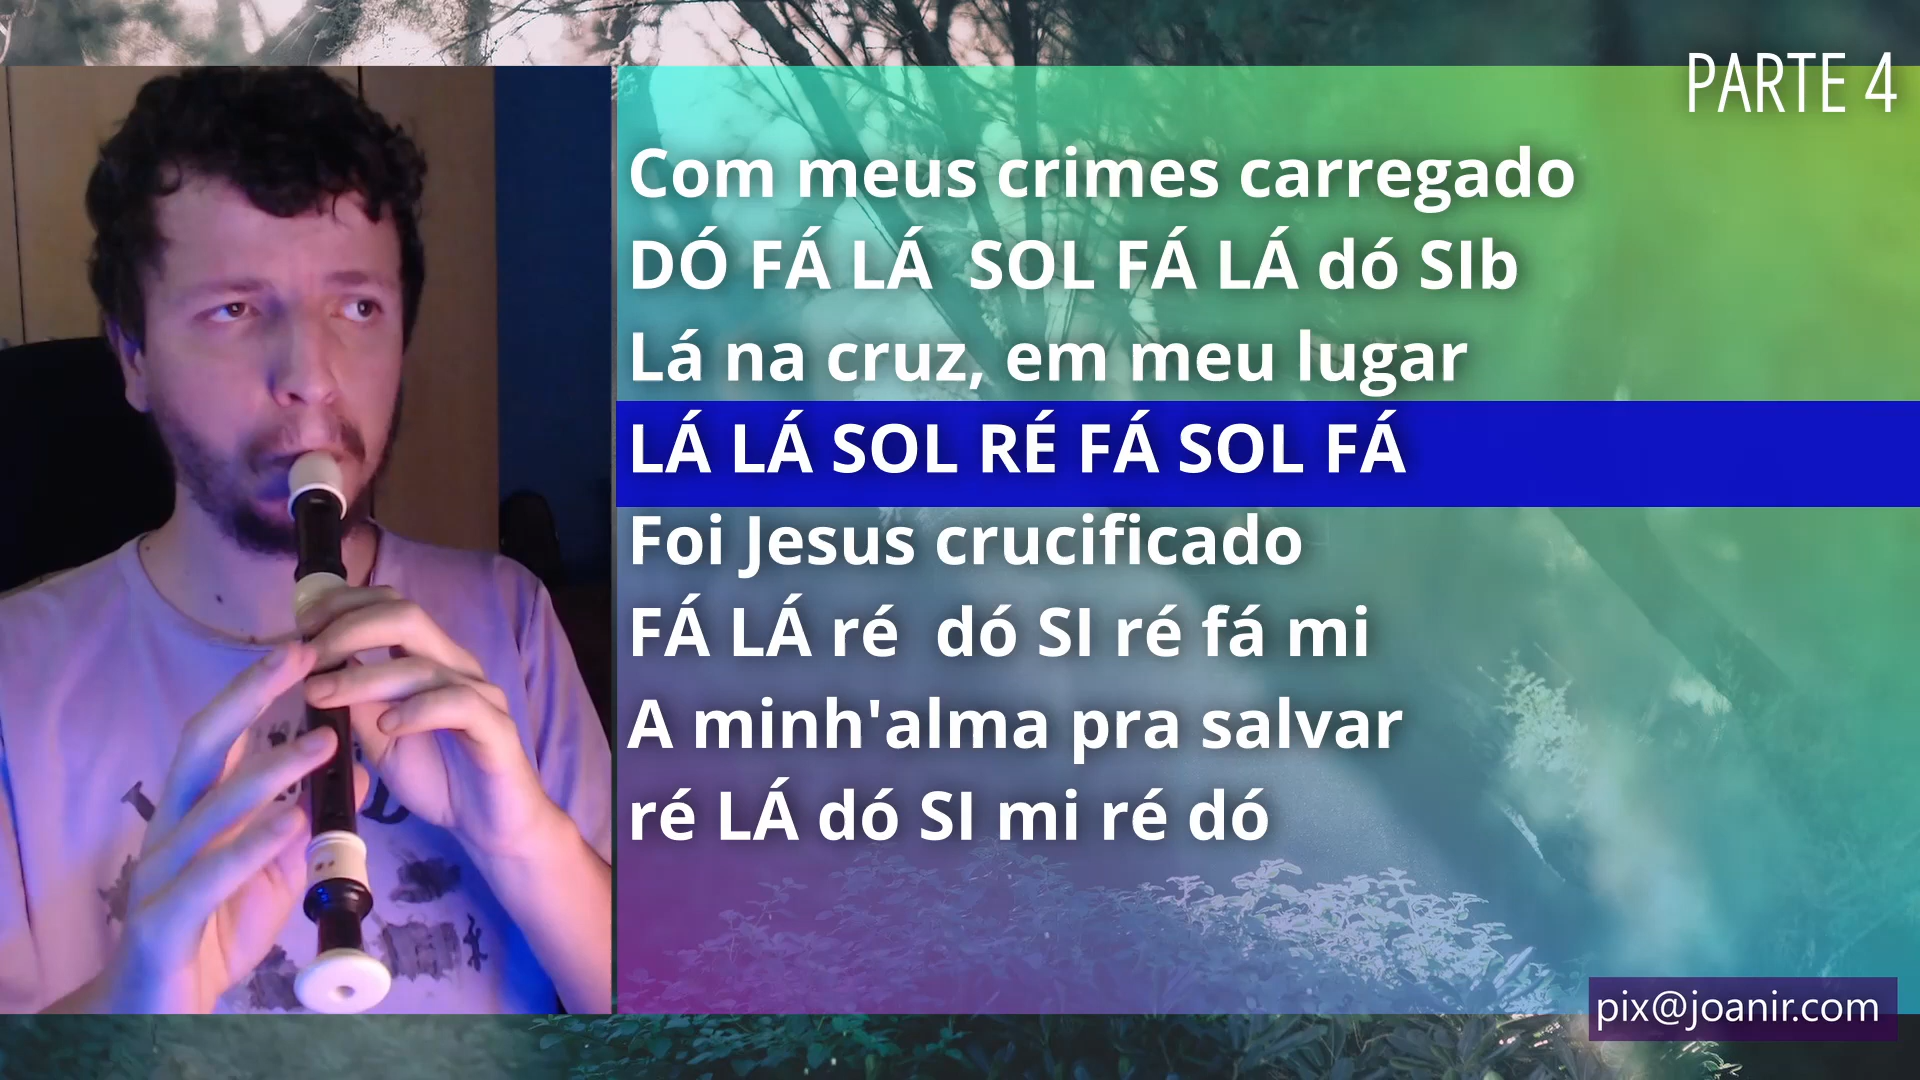 PARTE 4
Com meus crimes carregado
DÓ FÁ LÁ  SOL FÁ LÁ dó SIb
Lá na cruz, em meu lugar
LÁ LÁ SOL RÉ FÁ SOL FÁ
Foi Jesus crucificado
FÁ LÁ ré  dó SI ré fá mi
A minh'alma pra salvar
ré LÁ dó SI mi ré dó
pix@joanir.com